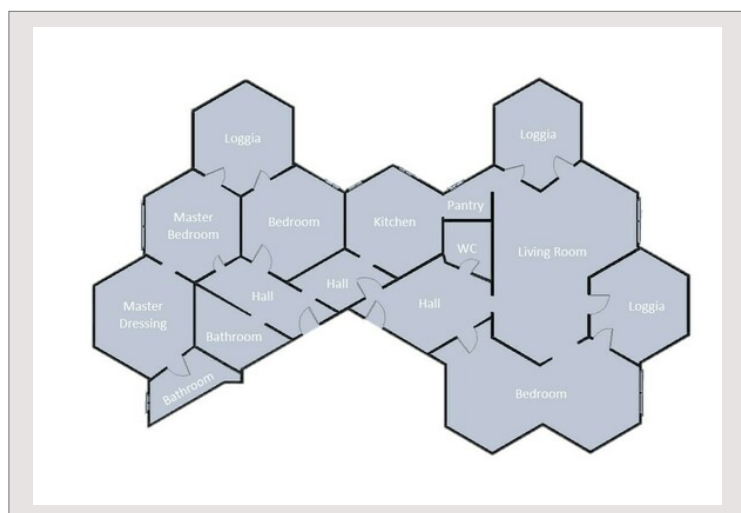 Loggia
Loggia
Master
Bedroom
Bedroom
Kitchen
Pantry
WC
Living Room
Hall
Hall
Hall
Master
Dressing
Loggia
Bathroom
Bathroom
Bedroom